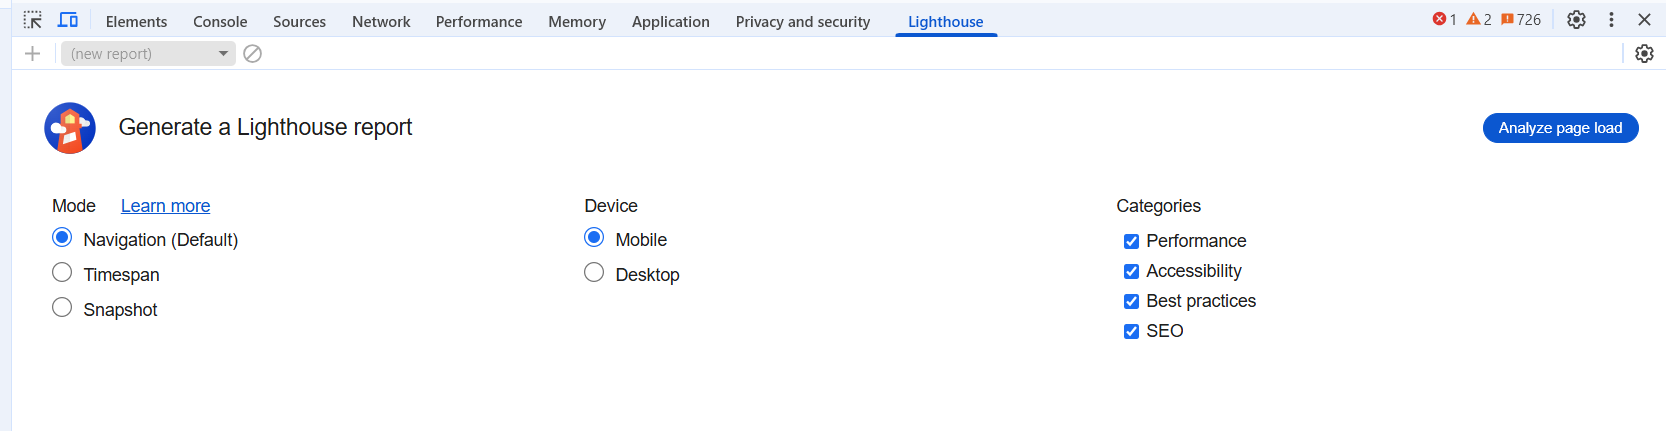 Elements Console Sources Network Performance Memory Application Privacy and security Lighthouse 1 2 726
(new report)
Generate a Lighthouse report
Analyze page load
Mode Learn more Device Categories
Navigation (Default) Mobile Performance
Timespan Desktop Accessibility
Snapshot Best practices
SEO